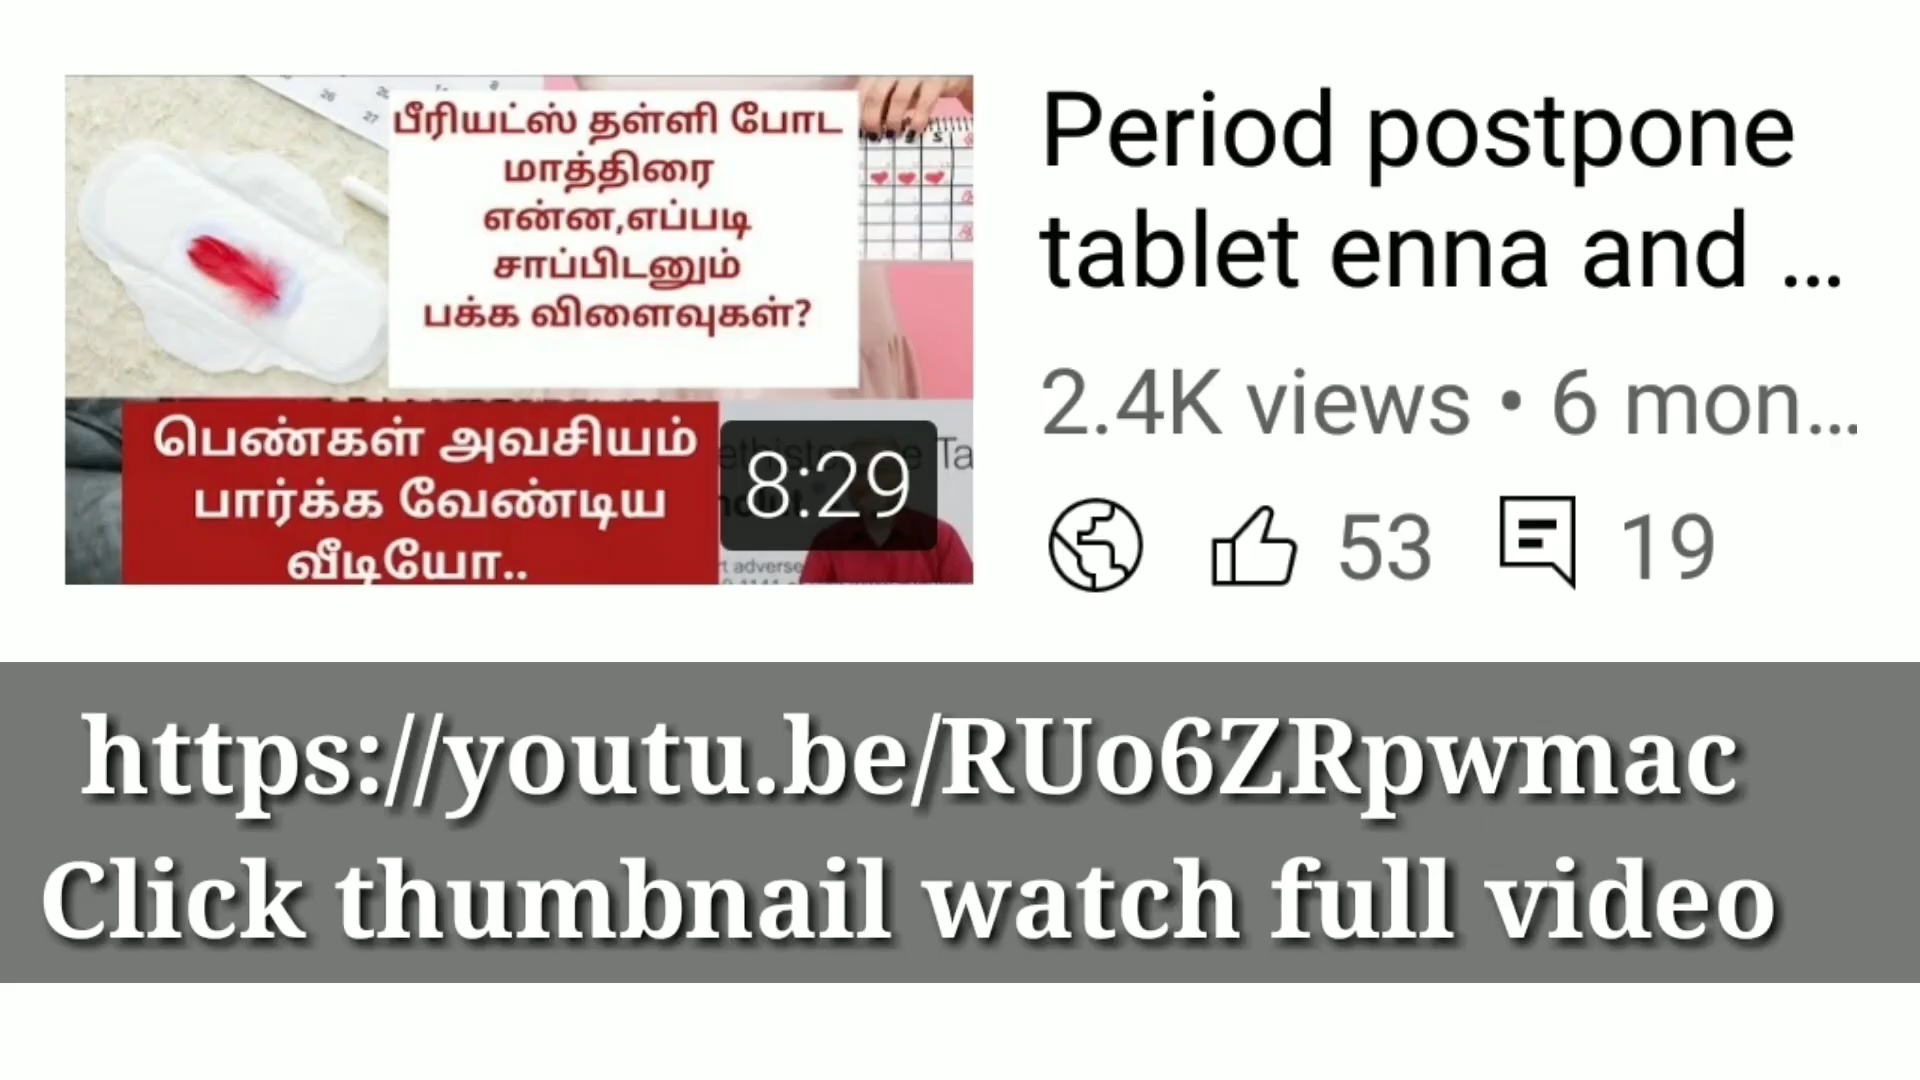 பீரியட்ஸ் தள்ளி போட
மாத்திரை
என்ன,எப்படி
சாப்பிடனும்
பக்க விளைவுகள்?
பெண்கள் அவசியம்
பார்க்க வேண்டிய
வீடியோ..
8:29
Period postpone
tablet enna and ...
2.4K views • 6 mon...
53
19
https://youtu.be/RUo6ZRpwmac
Click thumbnail watch full video